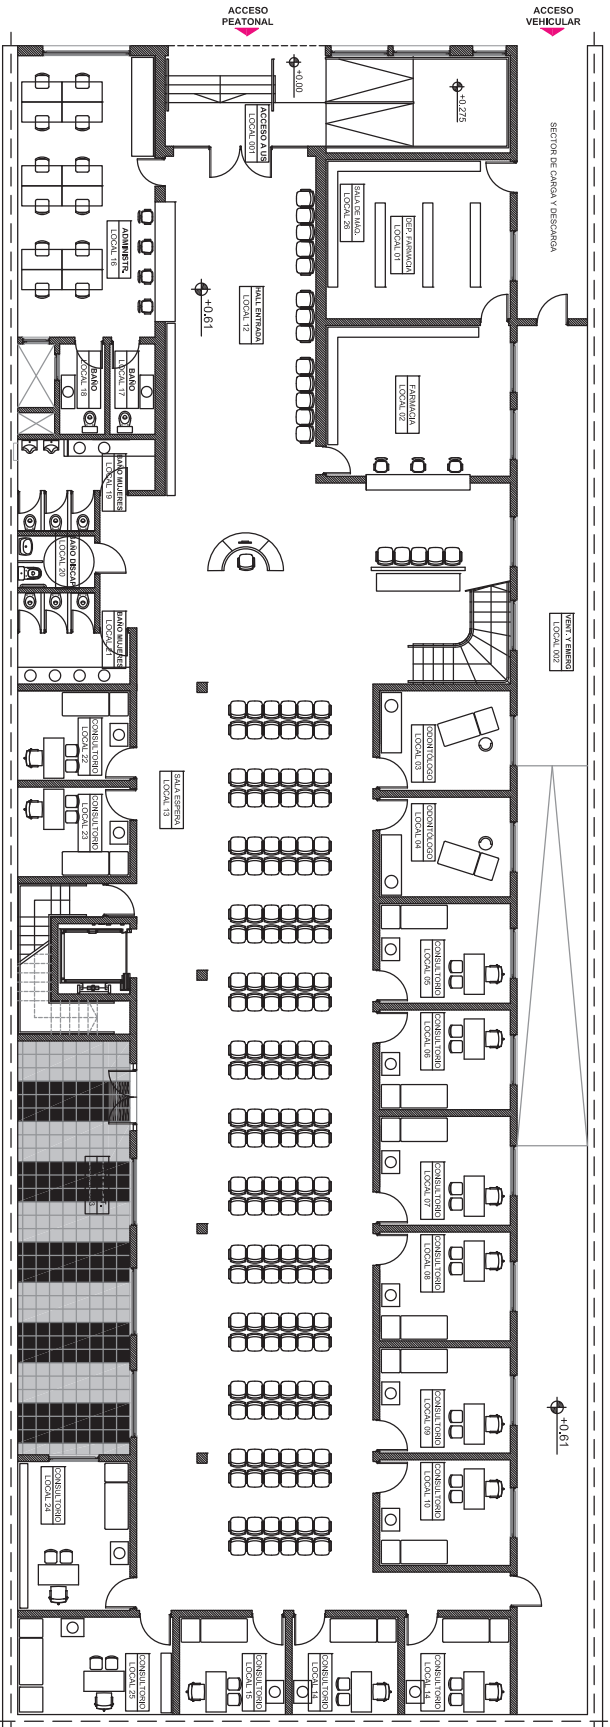 ACCESO
PEATONAL
ACCESO
VEHICULAR
+0.00
+0.275
SECTOR DE CARGA Y DESCARGA
ACCESO A US
LOCAL 001
ADMINISTR.
LOCAL 16
SALA DE MÁQ.
LOCAL 26
DEP. FARMACIA
LOCAL 01
+0.61
HALL ENTRADA
LOCAL 12
BAÑO
LOCAL 18
BAÑO
LOCAL 17
FARMACIA
LOCAL 02
BAÑO MUJERES
LOCAL 19
BAÑO DISCAP
LOCAL 20
BAÑO MUJERES
LOCAL 21
VENT. Y EMERG
LOCAL 002
CONSULTORIO
LOCAL 22
ODONTÓLOGO
LOCAL 03
SALA ESPERA
LOCAL 13
CONSULTORIO
LOCAL 23
ODONTÓLOGO
LOCAL 04
CONSULTORIO
LOCAL 05
CONSULTORIO
LOCAL 06
CONSULTORIO
LOCAL 07
CONSULTORIO
LOCAL 08
CONSULTORIO
LOCAL 09
+0.61
CONSULTORIO
LOCAL 10
CONSULTORIO
LOCAL 24
CONSULTORIO
LOCAL 25
CONSULTORIO
LOCAL 15
CONSULTORIO
LOCAL 14
CONSULTORIO
LOCAL 14